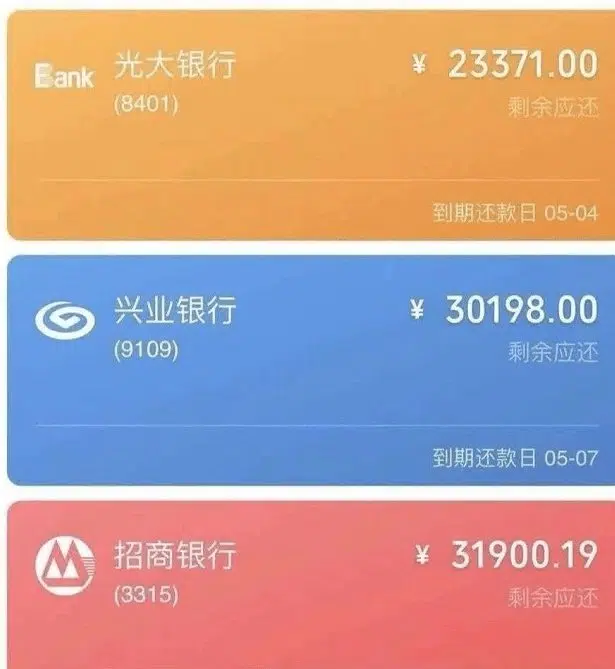 Bank 光大银行 ¥ 23371.00
(8401) 剩余应还
到期还款日 05-04
兴业银行 ¥ 30198.00
(9109) 剩余应还
到期还款日 05-07
招商银行 ¥ 31900.19
(3315) 剩余应还